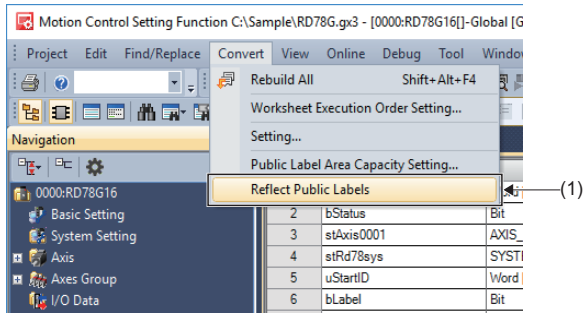 Motion Control Setting Function C:\Sample\RD78G.gx3 - [0000:RD78G16[]-Global [G
Project Edit Find/Replace Convert View Online Debug Tool Window
Rebuild All Shift+Alt+F4
Worksheet Execution Order Setting...
Navigation
Setting...
Public Label Area Capacity Setting...
0000:RD78G16
Reflect Public Labels
(1)
Basic Setting
2 bStatus Bit
System Setting
3 stAxis0001 AXIS_
Axis
4 stRd78sys SYSTE
Axes Group
5 uStartID Word
I/O Data
6 bLabel Bit